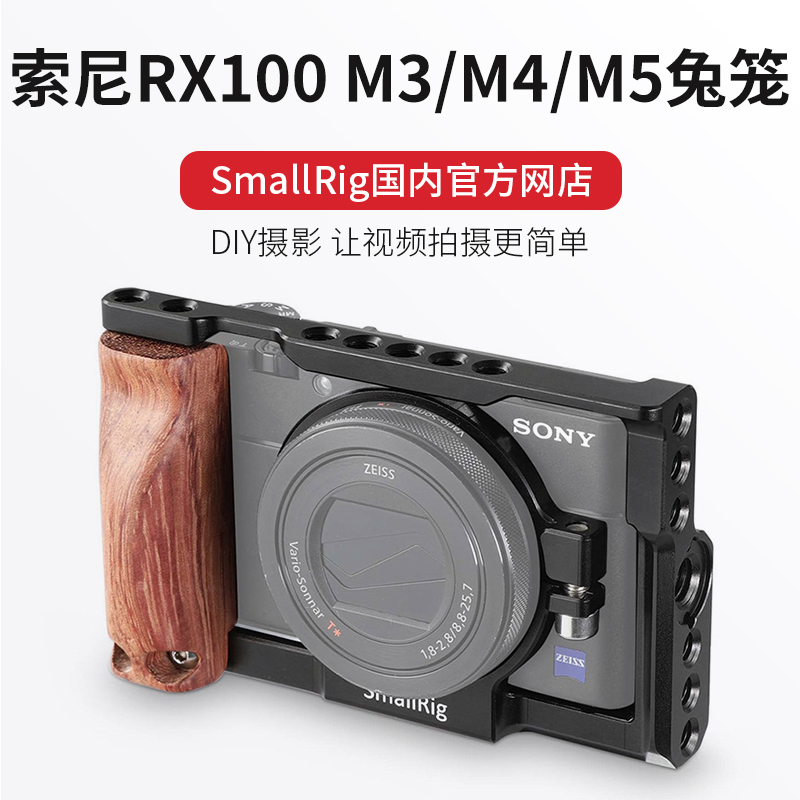 索尼RX100 M3/M4/M5兔笼
SmallRig国内官方网店
DIY摄影 让视频拍摄更简单
SONY
Vario-Sonnar
ZEISS
Vario-Sonnar T*
1,8-2,8/8,8-25,7
ZEISS
SmallRig